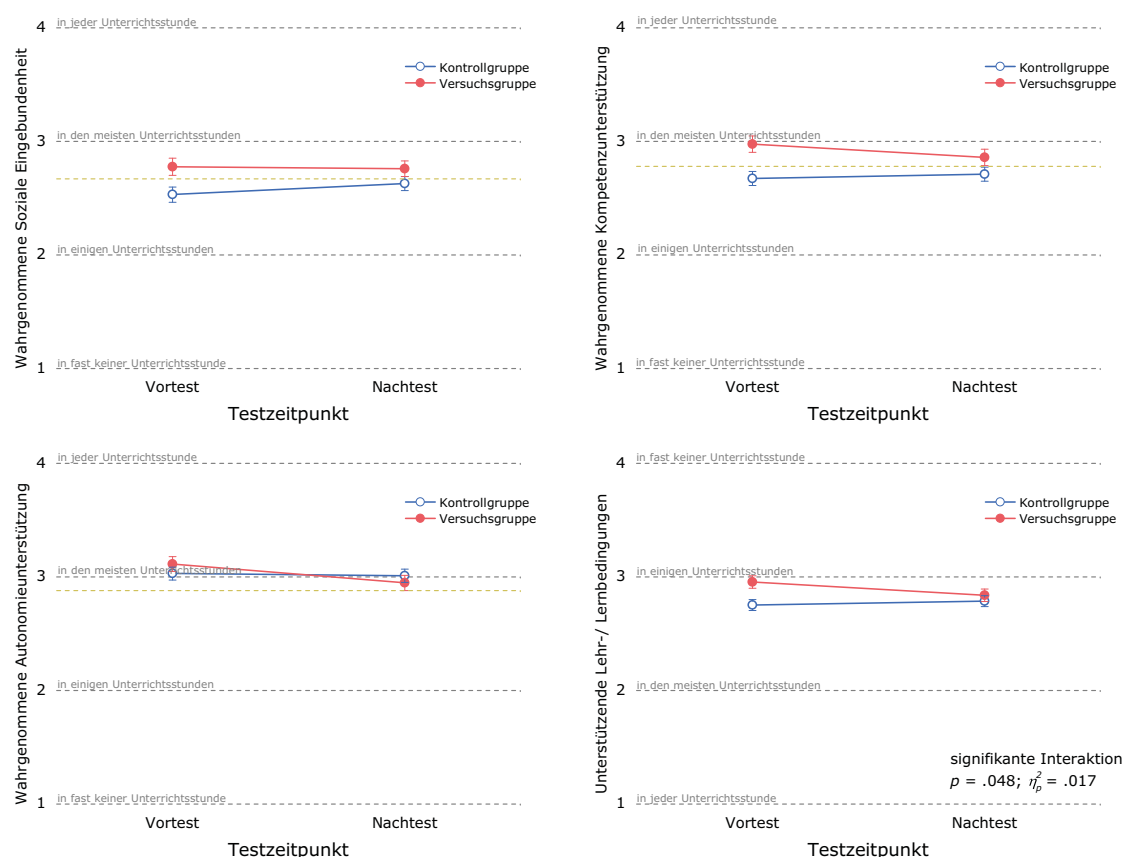 Wahrgenommene Soziale Eingebundenheit
4
in jeder Unterrichtsstunde
Kontrollgruppe
Versuchsgruppe
3
in den meisten Unterrichtsstunden
2
in einigen Unterrichtsstunden
1
in fast keiner Unterrichtsstunde
Vortest
Nachtest
Testzeitpunkt
Wahrgenommene Kompetenzunterstützung
4
in jeder Unterrichtsstunde
Kontrollgruppe
Versuchsgruppe
3
in den meisten Unterrichtsstunden
2
in einigen Unterrichtsstunden
1
in fast keiner Unterrichtsstunde
Vortest
Nachtest
Testzeitpunkt
Wahrgenommene Autonomieunterstützung
4
in jeder Unterrichtsstunde
Kontrollgruppe
Versuchsgruppe
3
in den meisten Unterrichtsstunden
2
in einigen Unterrichtsstunden
1
in fast keiner Unterrichtsstunde
Vortest
Nachtest
Testzeitpunkt
Unterstützende Lehr-/ Lernbedingungen
4
in fast keiner Unterrichtsstunde
Kontrollgruppe
Versuchsgruppe
3
in einigen Unterrichtsstunden
2
in den meisten Unterrichtsstunden
signifikante Interaktion
p = .048; η²ₚ = .017
1
in jeder Unterrichtsstunde
Vortest
Nachtest
Testzeitpunkt